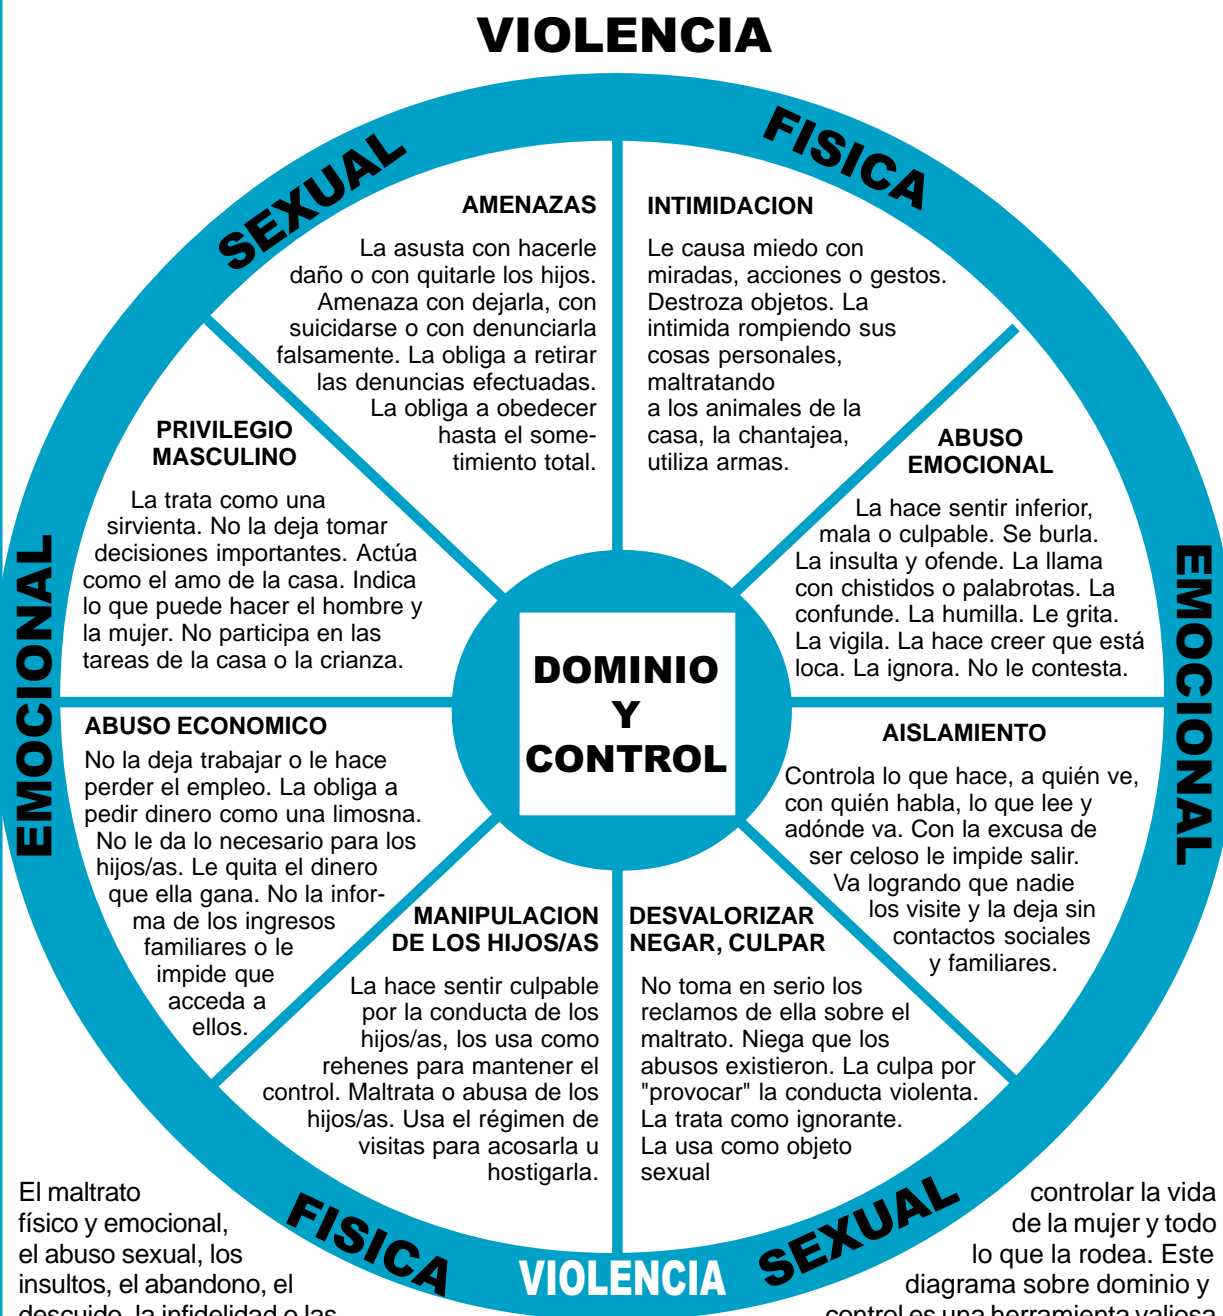 VIOLENCIA
SEXUAL
FISICA
AMENAZAS
La asusta con hacerle
daño o con quitarle los hijos.
Amenaza con dejarla, con
suicidarse o con denunciarla
falsamente. La obliga a retirar
las denuncias efectuadas.
La obliga a obedecer
hasta el some-
timiento total.
INTIMIDACION
Le causa miedo con
miradas, acciones o gestos.
Destroza objetos. La
intimida rompiendo sus
cosas personales,
maltratando
a los animales de la
casa, la chantajea,
utiliza armas.
PRIVILEGIO
MASCULINO
La trata como una
sirvienta. No la deja tomar
decisiones importantes. Actúa
como el amo de la casa. Indica
lo que puede hacer el hombre y
la mujer. No participa en las
tareas de la casa o la crianza.
ABUSO
EMOCIONAL
La hace sentir inferior,
mala o culpable. Se burla.
La insulta y ofende. La llama
con chistidos o palabrotas. La
confunde. La humilla. Le grita.
La vigila. La hace creer que está
loca. La ignora. No le contesta.
EMOCIONAL
EMOCIONAL
DOMINIO
Y
CONTROL
ABUSO ECONOMICO
No la deja trabajar o le hace
perder el empleo. La obliga a
pedir dinero como una limosna.
No le da lo necesario para los
hijos/as. Le quita el dinero
que ella gana. No la infor-
ma de los ingresos
familiares o le
impide que
acceda a
ellos.
AISLAMIENTO
Controla lo que hace, a quién ve,
con quién habla, lo que lee y
adónde va. Con la excusa de
ser celoso le impide salir.
Va logrando que nadie
los visite y la deja sin
contactos sociales
y familiares.
MANIPULACION
DE LOS HIJOS/AS
La hace sentir culpable
por la conducta de los
hijos/as, los usa como
rehenes para mantener el
control. Maltrata o abusa de los
hijos/as. Usa el régimen de
visitas para acosarla u
hostigarla.
DESVALORIZAR
NEGAR, CULPAR
No toma en serio los
reclamos de ella sobre el
maltrato. Niega que los
abusos existieron. La culpa por
"provocar" la conducta violenta.
La trata como ignorante.
La usa como objeto
sexual
FISICA
VIOLENCIA
SEXUAL
El maltrato
físico y emocional,
el abuso sexual, los
insultos, el abandono, el
descuido, la infidelidad o las
controlar la vida
de la mujer y todo
lo que la rodea. Este
diagrama sobre dominio y
control es una herramienta valiosa